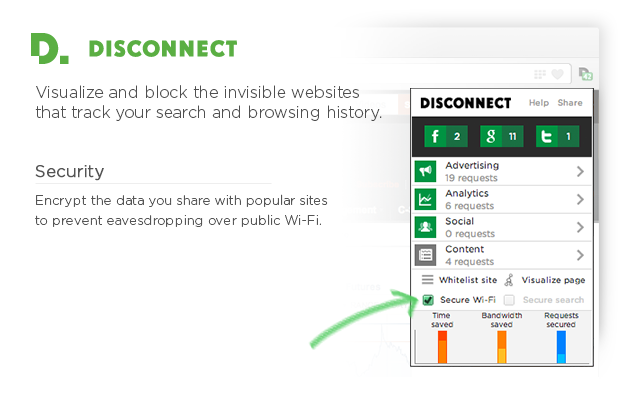 D. DISCONNECT
Visualize and block the invisible websites
that track your search and browsing history.
Security
Encrypt the data you share with popular sites
to prevent eavesdropping over public Wi-Fi.
DISCONNECT Help Share
f 2 g 11 t 1
Advertising
19 requests
Analytics
6 requests
Social
0 requests
Content
4 requests
Whitelist site Visualize page
Secure Wi-Fi Secure search
Time saved Bandwidth saved Requests secured